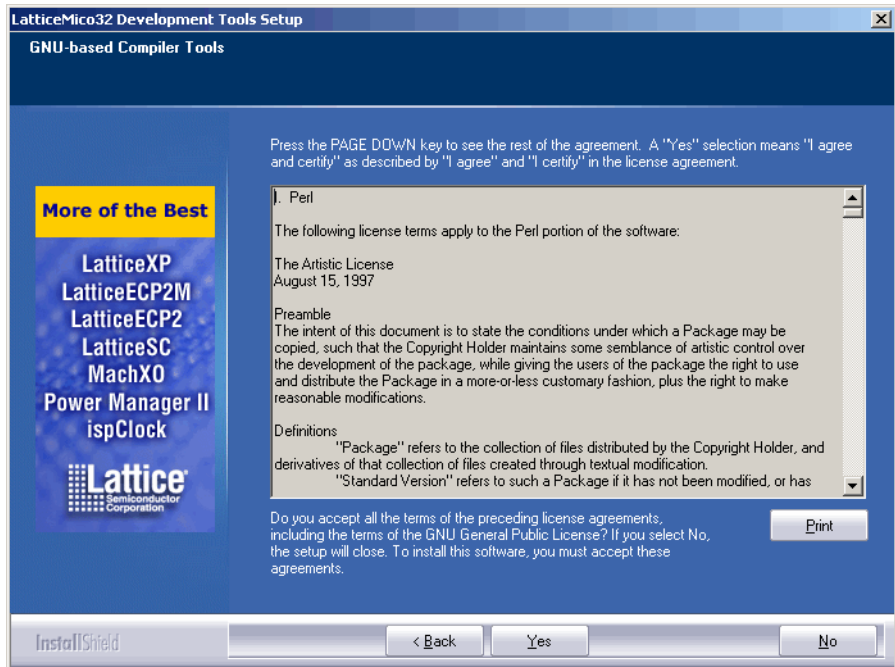 LatticeMico32 Development Tools Setup
GNU-based Compiler Tools
Press the PAGE DOWN key to see the rest of the agreement. A "Yes" selection means "I agree
and certify" as described by "I agree" and "I certify" in the license agreement.
More of the Best
LatticeXP
LatticeECP2M
LatticeECP2
LatticeSC
MachXO
Power Manager II
ispClock
Lattice
Semiconductor
Corporation
I. Perl
The following license terms apply to the Perl portion of the software:
The Artistic License
August 15, 1997
Preamble
The intent of this document is to state the conditions under which a Package may be
copied, such that the Copyright Holder maintains some semblance of artistic control over
the development of the package, while giving the users of the package the right to use
and distribute the Package in a more-or-less customary fashion, plus the right to make
reasonable modifications.
Definitions
"Package" refers to the collection of files distributed by the Copyright Holder, and
derivatives of that collection of files created through textual modification.
"Standard Version" refers to such a Package if it has not been modified, or has
Do you accept all the terms of the preceding license agreements,
including the terms of the GNU General Public License? If you select No,
the setup will close. To install this software, you must accept these
agreements.
Print
InstallShield
< Back
Yes
No